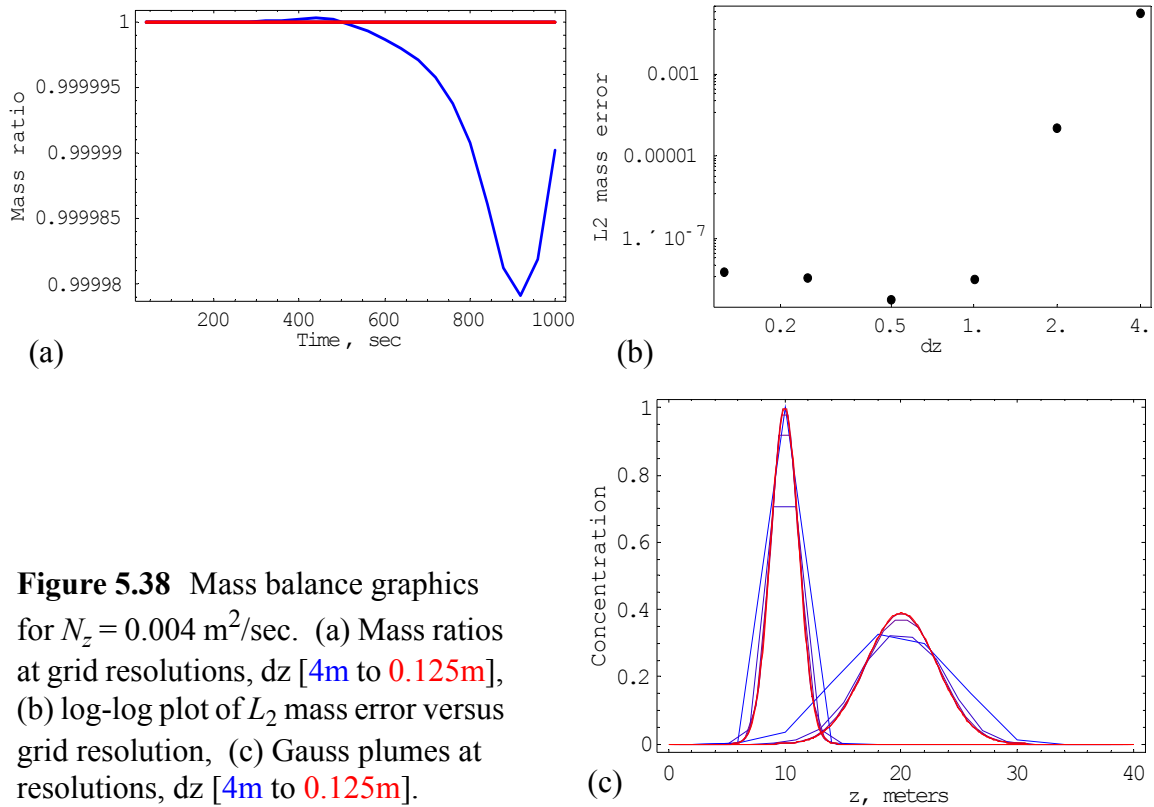 1
0.999995
0.99999
0.999985
0.99998
Mass ratio
200 400 600 800 1000
Time, sec
(a)
0.001
0.00001
1.´10-7
L2 mass error
0.2 0.5 1. 2. 4.
dz
(b)
1
0.8
0.6
0.4
0.2
0
Concentration
0 10 20 30 40
z, meters
(c)
Figure 5.38 Mass balance graphics
for Nz = 0.004 m2/sec. (a) Mass ratios
at grid resolutions, dz [4m to 0.125m],
(b) log-log plot of L2 mass error versus
grid resolution, (c) Gauss plumes at
resolutions, dz [4m to 0.125m].